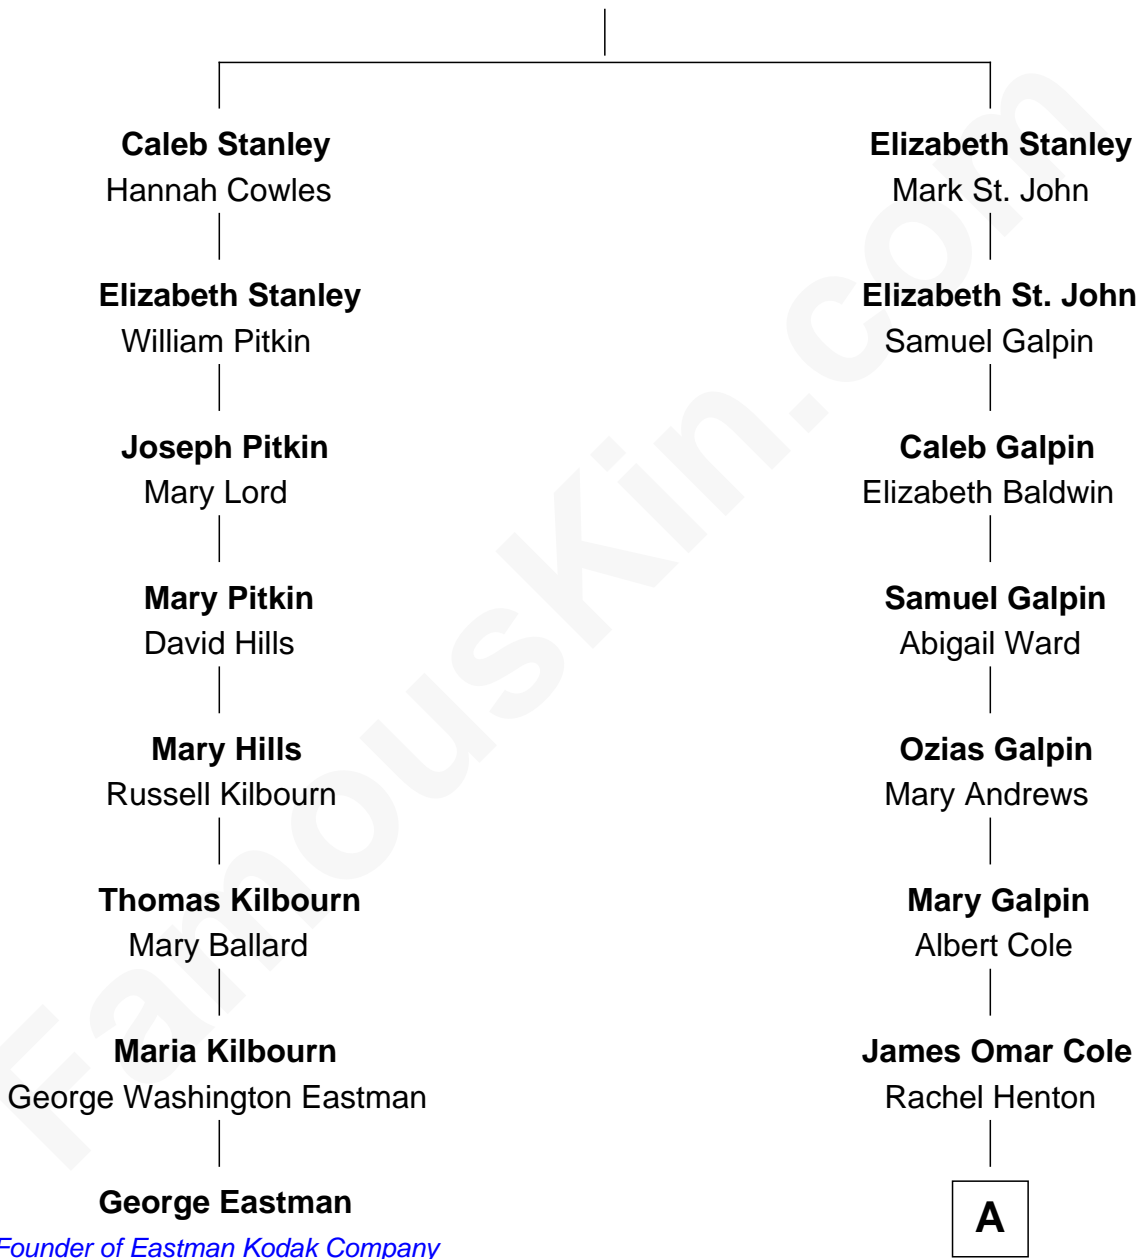 Caleb Stanley
Hannah Cowles
Elizabeth Stanley
William Pitkin
Joseph Pitkin
Mary Lord
Mary Pitkin
David Hills
Mary Hills
Russell Kilbourn
Thomas Kilbourn
Mary Ballard
Maria Kilbourn
George Washington Eastman
George Eastman
Founder of Eastman Kodak Company
Elizabeth Stanley
Mark St. John
Elizabeth St. John
Samuel Galpin
Caleb Galpin
Elizabeth Baldwin
Samuel Galpin
Abigail Ward
Ozias Galpin
Mary Andrews
Mary Galpin
Albert Cole
James Omar Cole
Rachel Henton
A
FamousKin.com